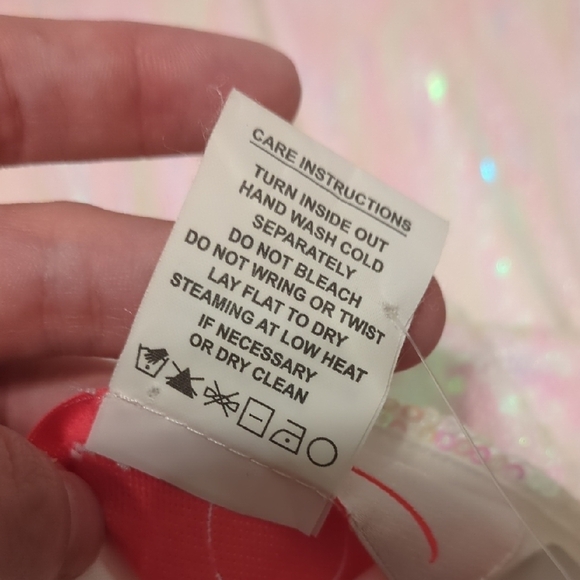 CARE INSTRUCTIONS
TURN INSIDE OUT
HAND WASH COLD
SEPARATELY
DO NOT BLEACH
DO NOT WRING OR TWIST
LAY FLAT TO DRY
STEAMING AT LOW HEAT
IF NECESSARY
OR DRY CLEAN